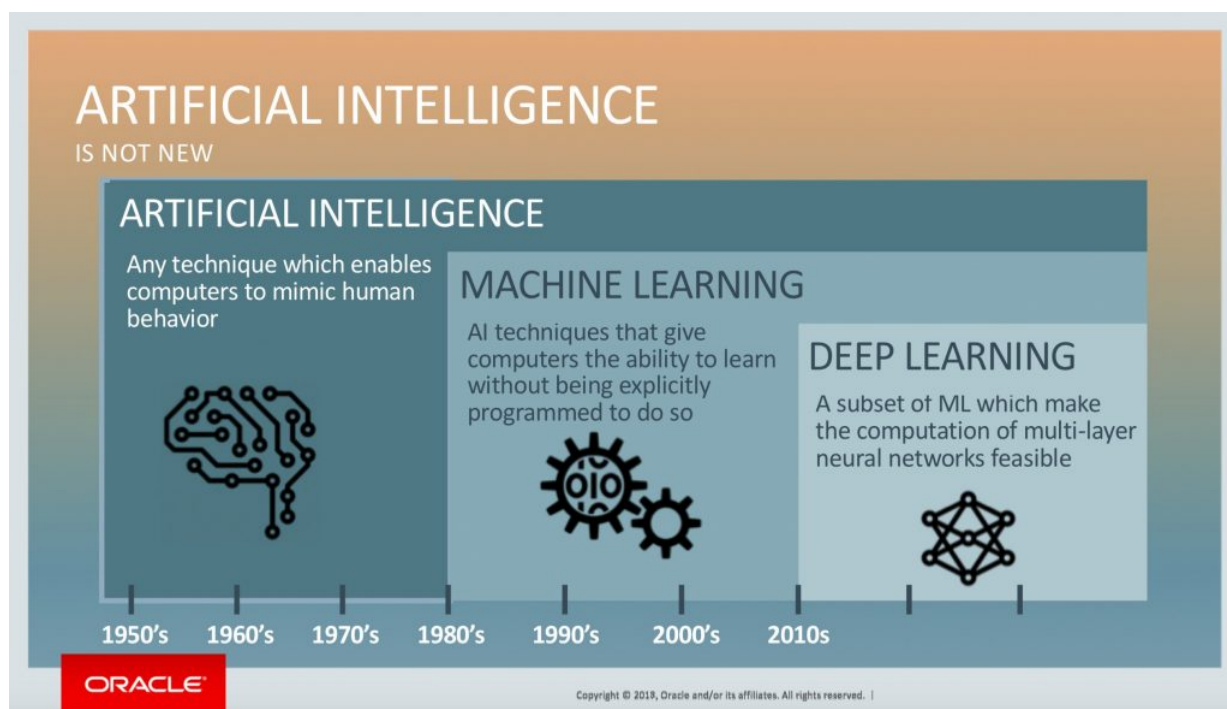 ARTIFICIAL INTELLIGENCE
IS NOT NEW
ARTIFICIAL INTELLIGENCE
Any technique which enables
computers to mimic human
behavior
MACHINE LEARNING
AI techniques that give
computers the ability to learn
without being explicitly
programmed to do so
DEEP LEARNING
A subset of ML which make
the computation of multi-layer
neural networks feasible
1950's 1960's 1970's 1980's 1990's 2000's 2010s
ORACLE
Copyright © 2019, Oracle and/or its affiliates. All rights reserved. |